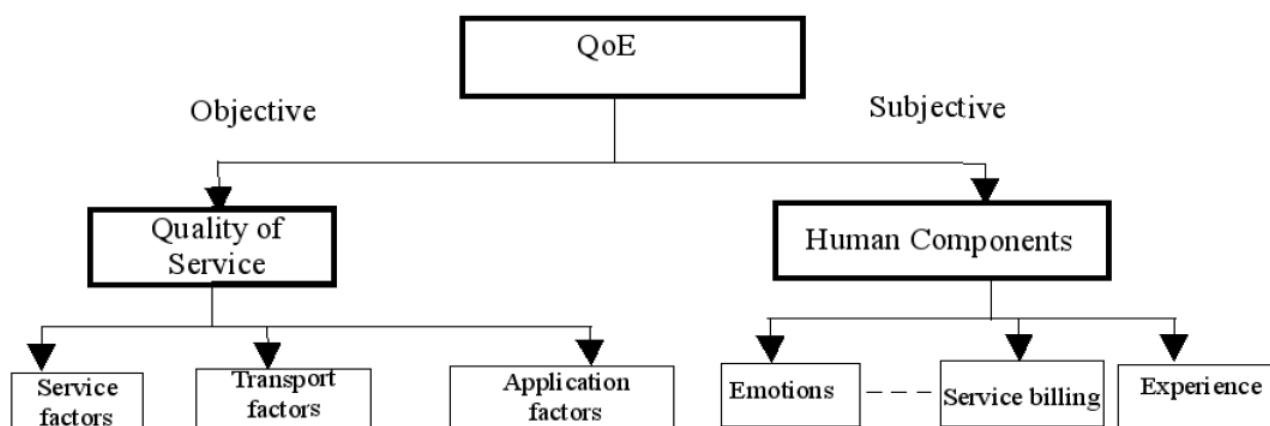 QoE
Objective
Subjective
Quality of
Service
Human Components
Service
factors
Transport
factors
Application
factors
Emotions
Service billing
Experience